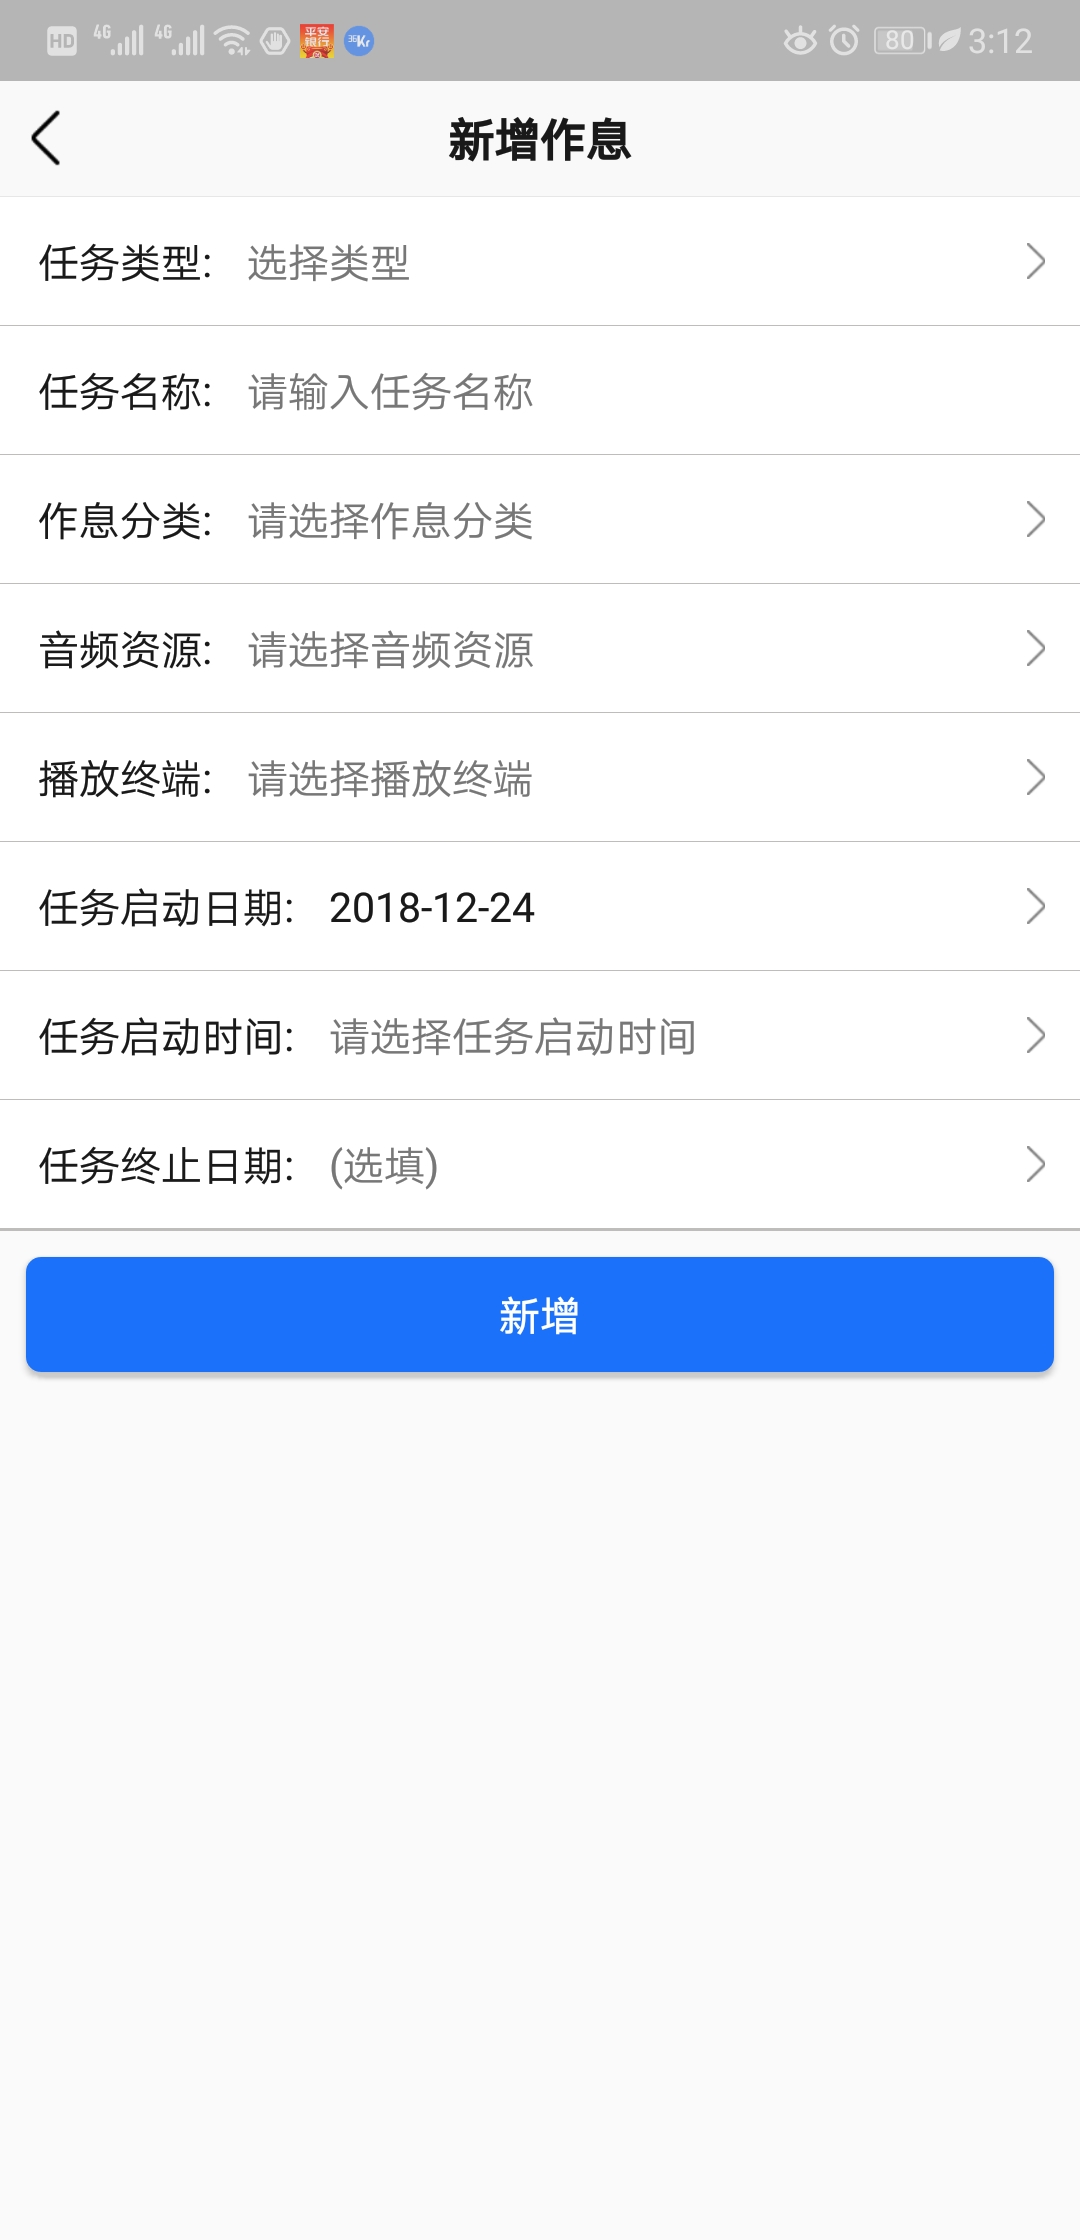 HD 4G 4G 平安银行 36Kr 80 3:12
新增作息
任务类型: 选择类型
任务名称: 请输入任务名称
作息分类: 请选择作息分类
音频资源: 请选择音频资源
播放终端: 请选择播放终端
任务启动日期: 2018-12-24
任务启动时间: 请选择任务启动时间
任务终止日期: (选填)
新增